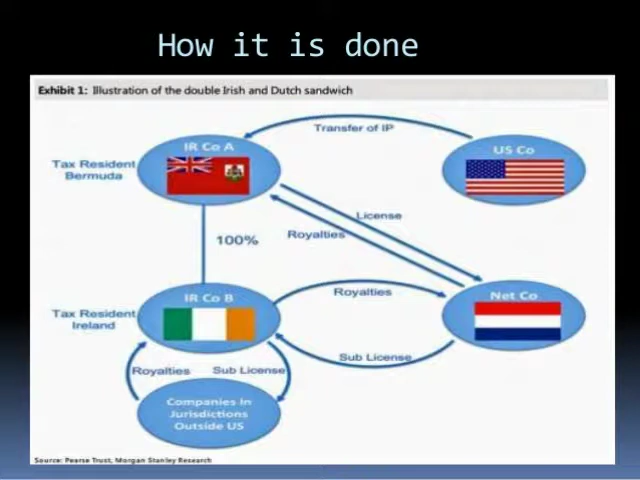 How it is done
Exhibit 1: Illustration of the double Irish and Dutch sandwich
Transfer of IP
IR Co A
US Co
Tax Resident
Bermuda
License
Royalties
100%
IR Co B
Royalties
Net Co
Tax Resident
Ireland
Sub License
Royalties
Sub License
Companies In
Jurisdictions
Outside US
Source: Pearse Trust, Morgan Stanley Research